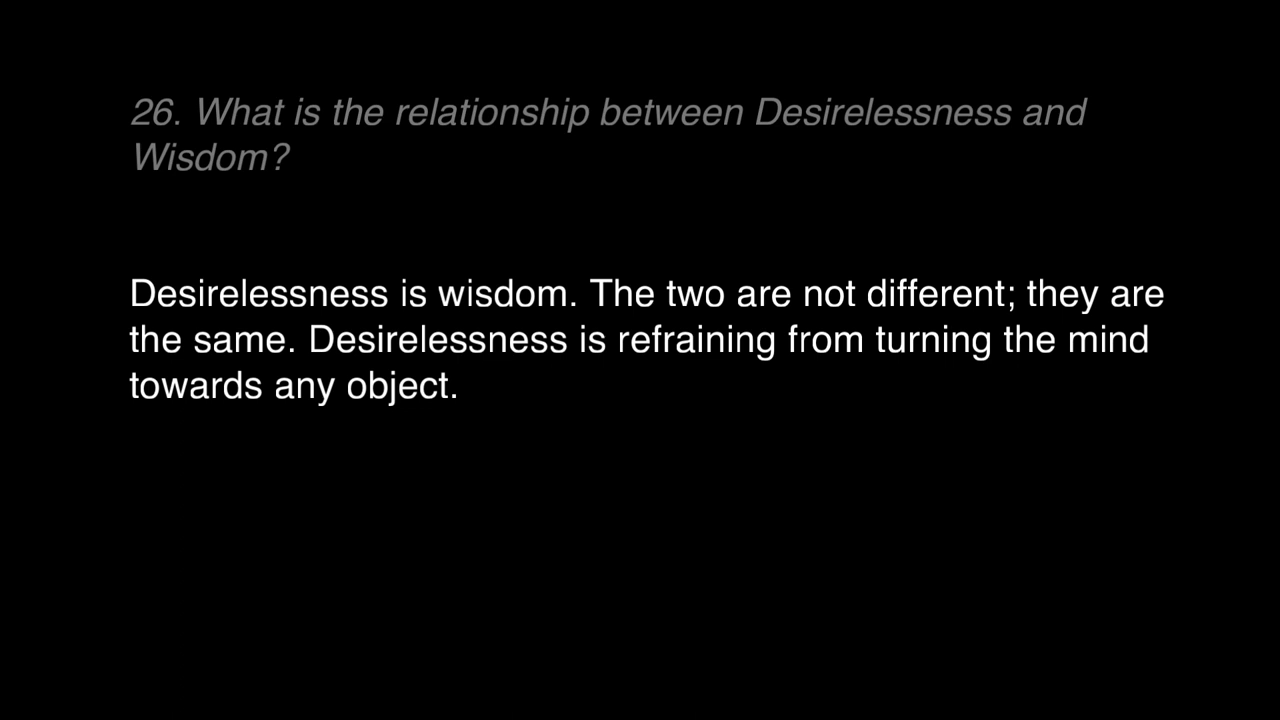 26. What is the relationship between Desirelessness and
Wisdom?
Desirelessness is wisdom. The two are not different; they are
the same. Desirelessness is refraining from turning the mind
towards any object.